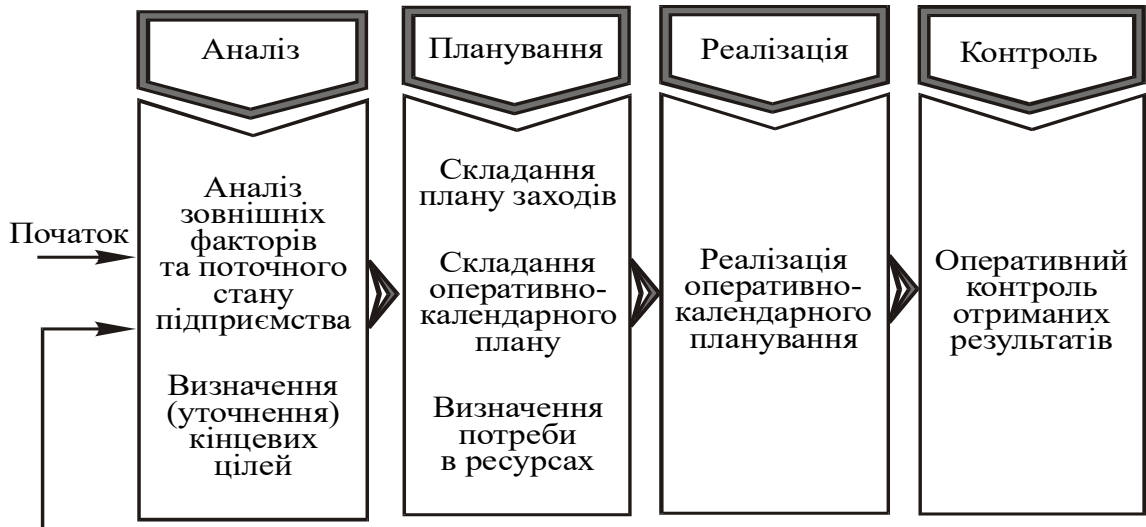 Аналіз
Планування
Реалізація
Контроль
Початок
Аналіз
зовнішніх
факторів
та поточного
стану
підприємства
Визначення
(уточнення)
кінцевих
цілей
Складання
плану заходів
Складання
оперативно-
календарного
плану
Визначення
потреби
в ресурсах
Реалізація
оперативно-
календарного
планування
Оперативний
контроль
отриманих
результатів